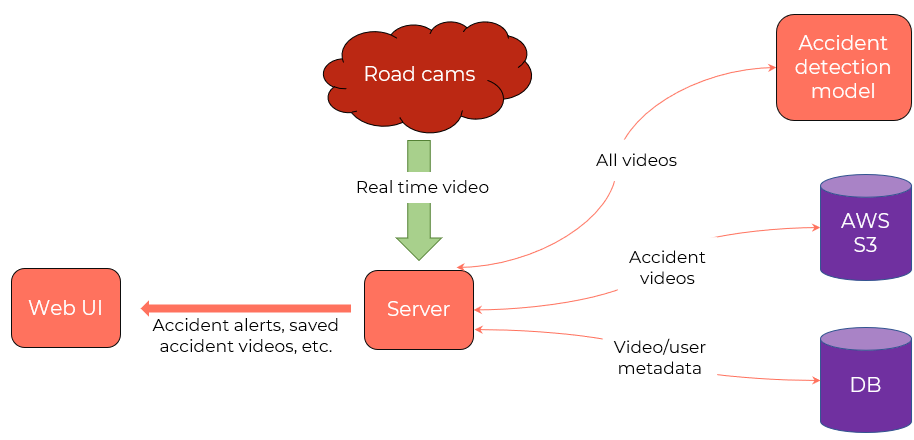 Road cams
Accident
detection
model
All videos
Real time video
AWS
S3
Accident
videos
Web UI
Server
Accident alerts, saved
accident videos, etc.
Video/user
metadata
DB